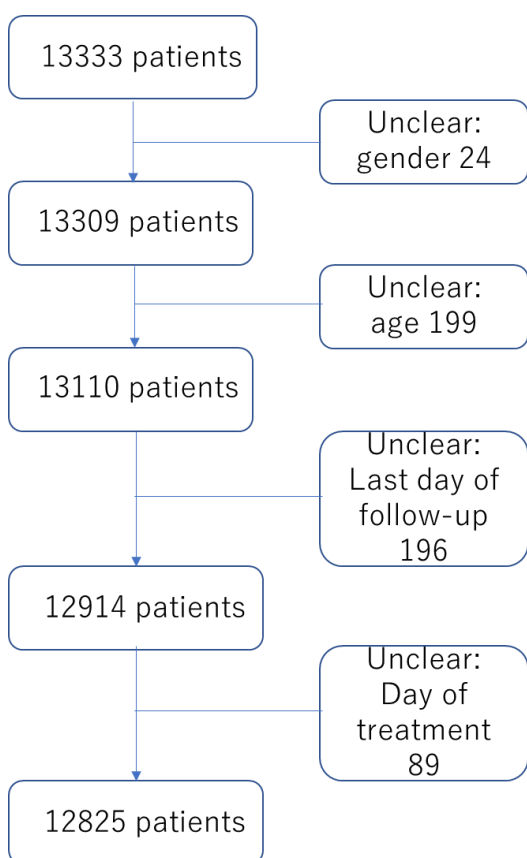 13333 patients
Unclear:
gender 24
13309 patients
Unclear:
age 199
13110 patients
Unclear:
Last day of
follow-up
196
12914 patients
Unclear:
Day of
treatment
89
12825 patients